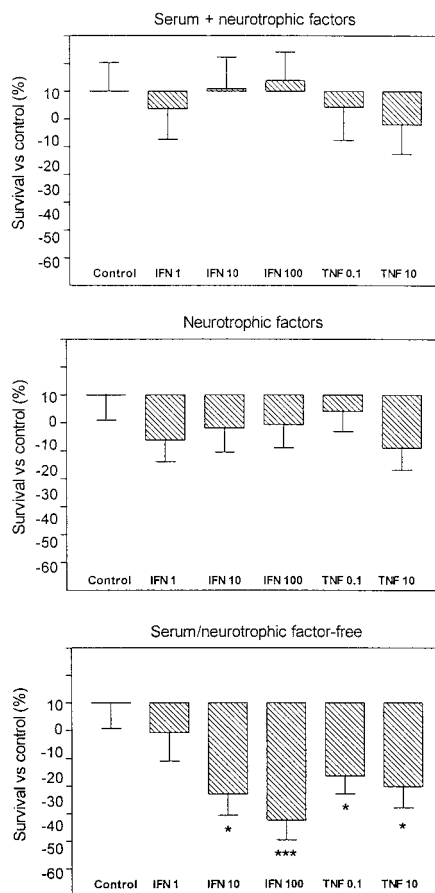 Serum + neurotrophic factors
Survival vs control (%)
10
0
-10
-20
-30
-40
-50
-60
Control IFN 1 IFN 10 IFN 100 TNF 0.1 TNF 10
Neurotrophic factors
Survival vs control (%)
10
0
-10
-20
-30
-40
-50
-60
Control IFN 1 IFN 10 IFN 100 TNF 0.1 TNF 10
Serum/neurotrophic factor-free
Survival vs control (%)
10
0
-10
-20
-30
-40
-50
-60
* *** * *
Control IFN 1 IFN 10 IFN 100 TNF 0.1 TNF 10